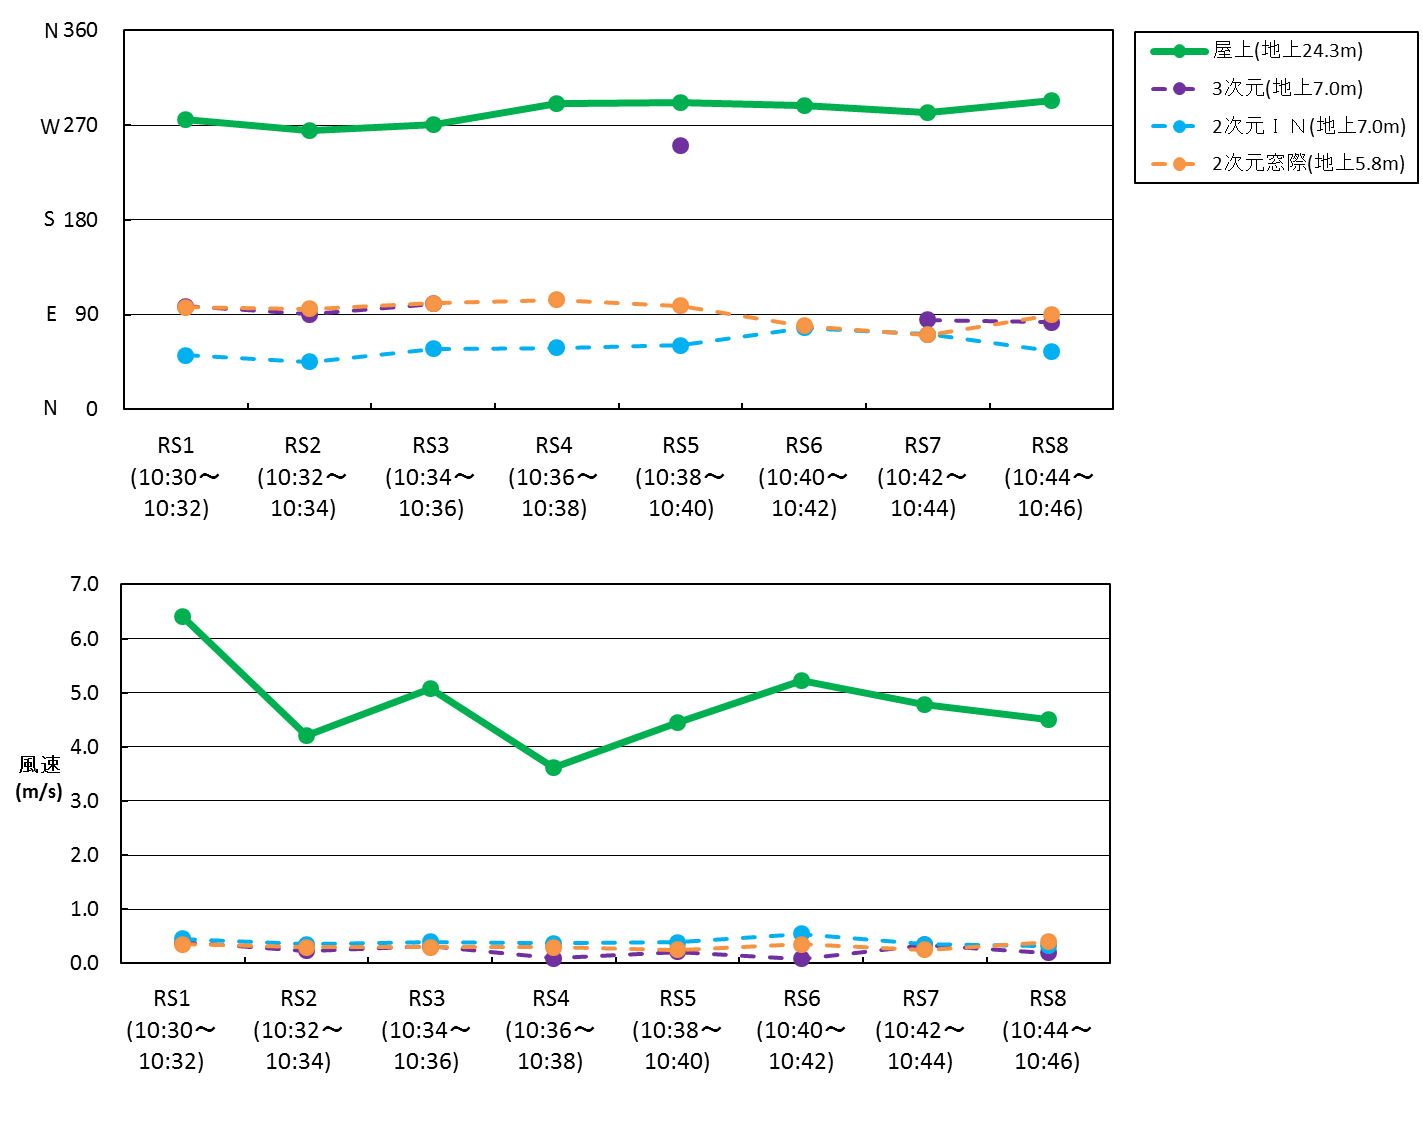 N 360
W 270
S 180
E 90
N 0
屋上(地上24.3m)
3次元(地上7.0m)
2次元ＩＮ(地上7.0m)
2次元窓際(地上5.8m)
RS1 RS2 RS3 RS4 RS5 RS6 RS7 RS8
(10:30～ (10:32～ (10:34～ (10:36～ (10:38～ (10:40～ (10:42～ (10:44～
10:32) 10:34) 10:36) 10:38) 10:40) 10:42) 10:44) 10:46)
7.0
6.0
5.0
4.0
風速
(m/s)
3.0
2.0
1.0
0.0
RS1 RS2 RS3 RS4 RS5 RS6 RS7 RS8
(10:30～ (10:32～ (10:34～ (10:36～ (10:38～ (10:40～ (10:42～ (10:44～
10:32) 10:34) 10:36) 10:38) 10:40) 10:42) 10:44) 10:46)